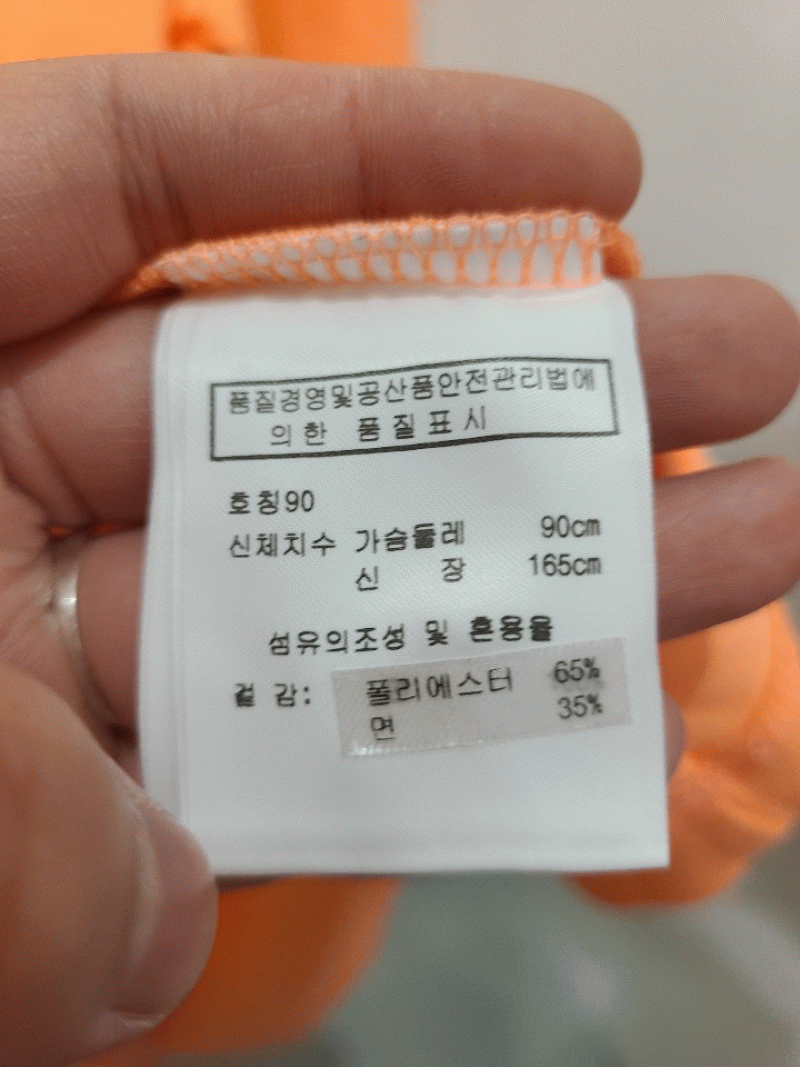 품질경영및공산품안전관리법에
의한 품질표시
호칭90
신체치수 가슴둘레 90cm
신 장 165cm
섬유의조성 및 혼용율
겉 감: 폴리에스터 65%
면 35%